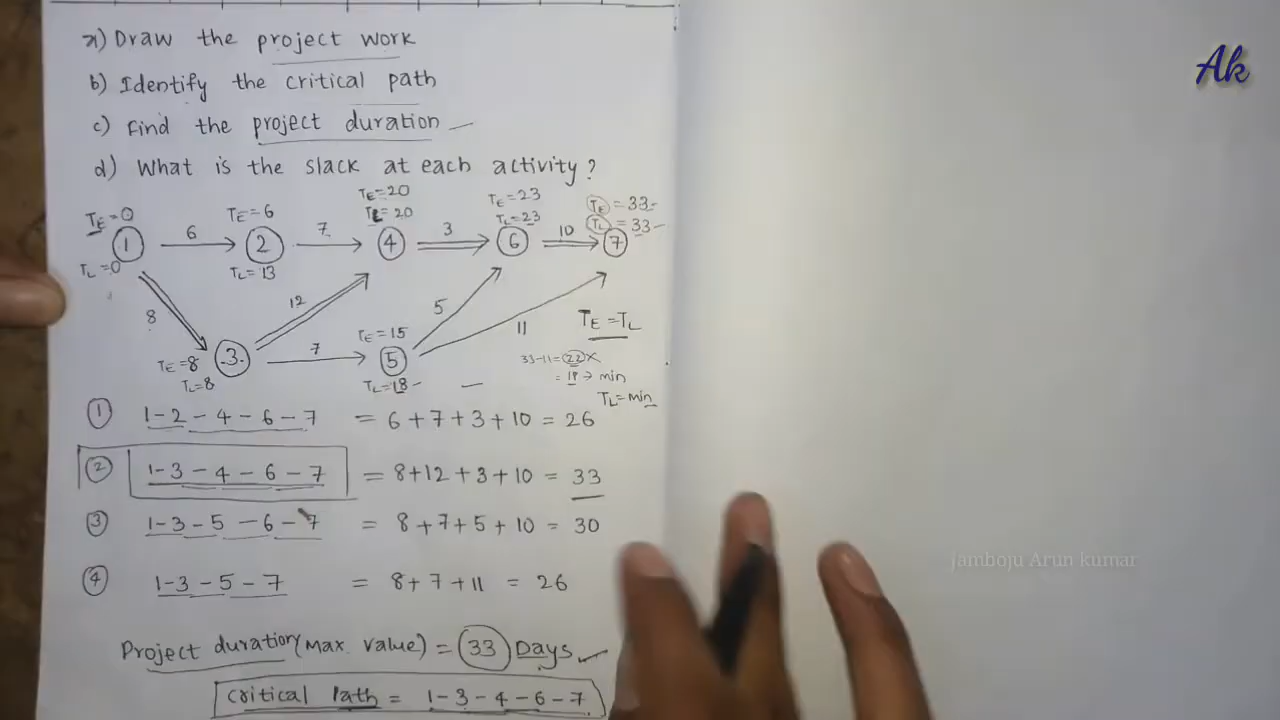 a) Draw the project work
b) Identify the critical path
c) Find the project duration
d) What is the slack at each activity?
TE=0
1
TL=0
6
TE=6
2
TL=13
7
TE=20
TL=20
4
3
TE=23
TL=23
6
10
TE=33
TL=33
7
8
12
TE=8
TL=8
3
7
TE=15
5
TL=18
5
11
TE=TL
33-11=22 X
=18→min
TL=min
① 1-2-4-6-7 = 6+7+3+10=26
② 1-3-4-6-7 = 8+12+3+10=33
③ 1-3-5-6-7 = 8+7+5+10=30
④ 1-3-5-7 = 8+7+11=26
Project duration(Max value) = 33 Days
Critical Path = 1-3-4-6-7
Ak
Jamboju Arun kumar